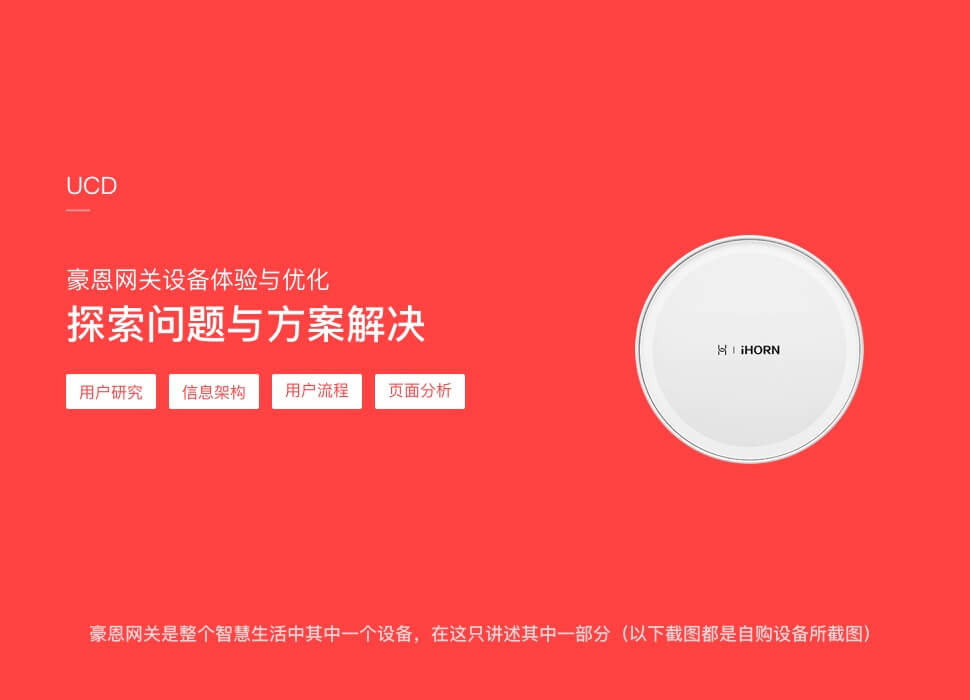 UCD
豪恩网关设备体验与优化
探索问题与方案解决
用户研究
信息架构
用户流程
页面分析
iHORN
豪恩网关是整个智慧生活中其中一个设备，在这只讲述其中一部分（以下截图都是自购设备所截图）